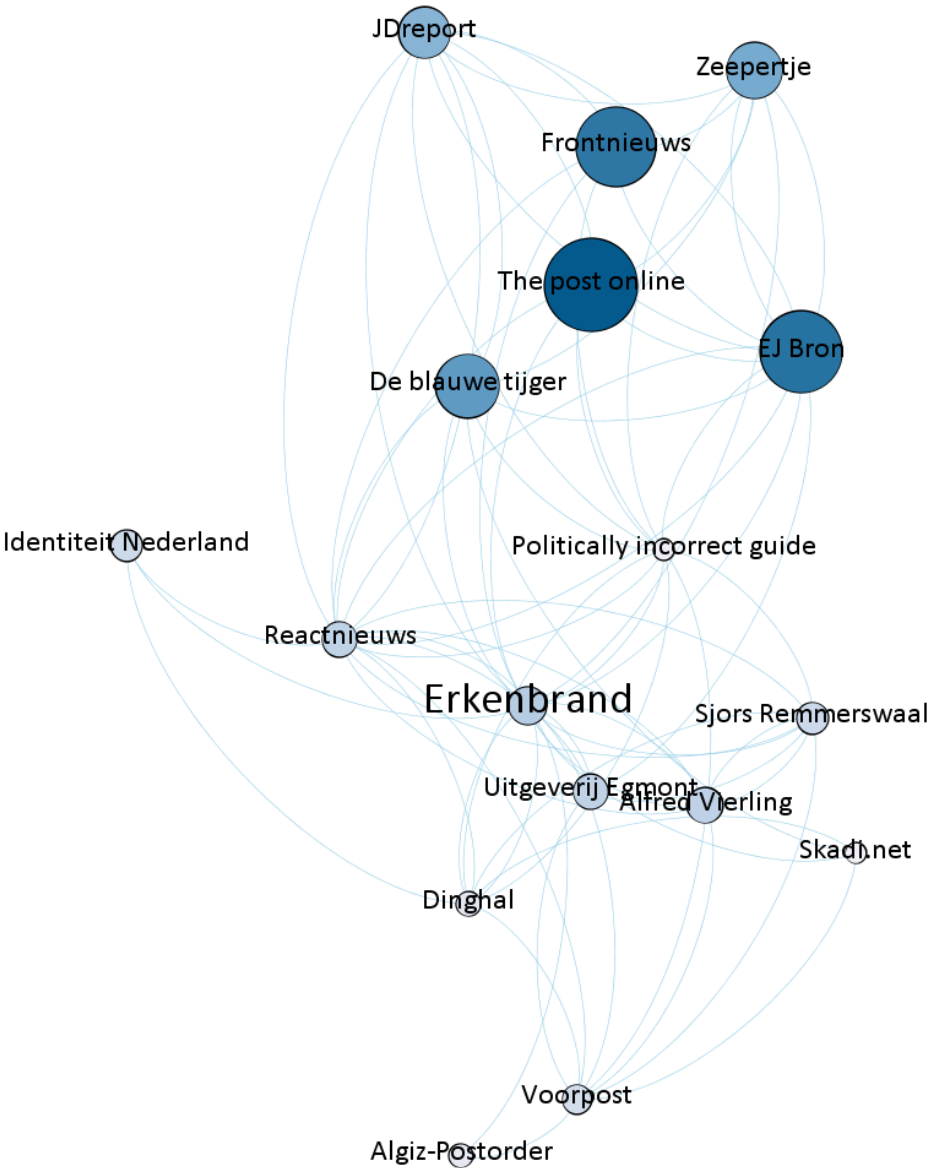 JDreport
Zeepertje
Frontnieuws
The post online
EJ Bron
De blauwe tijger
Identiteit Nederland
Politically incorrect guide
Reactnieuws
Erkenbrand
Sjors Remmerswaal
Uitgeverij Egmont
Alfred Vierling
Skadi.net
Dinghal
Voorpost
Algiz-Postorder